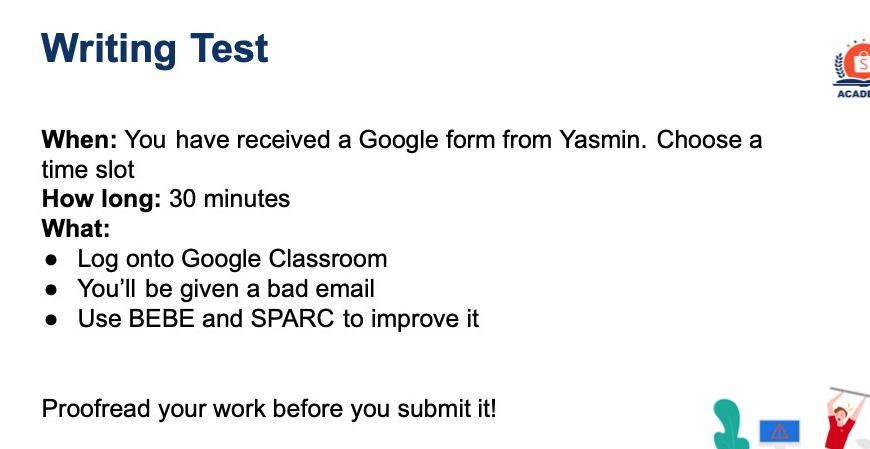 Writing Test
When: You have received a Google form from Yasmin. Choose a
time slot
How long: 30 minutes
What:
● Log onto Google Classroom
● You’ll be given a bad email
● Use BEBE and SPARC to improve it
Proofread your work before you submit it!
S
ACADE